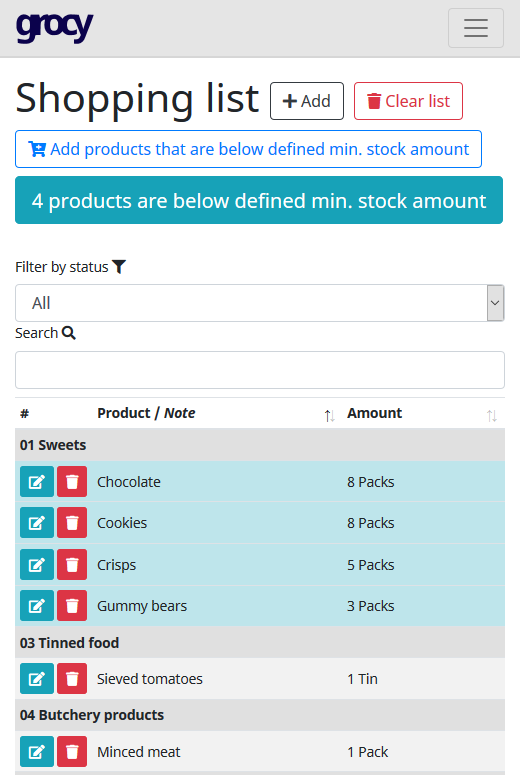 grocy
Shopping list Add Clear list
Add products that are below defined min. stock amount
4 products are below defined min. stock amount
Filter by status
All
Search
# Product / Note Amount
01 Sweets
Chocolate 8 Packs
Cookies 8 Packs
Crisps 5 Packs
Gummy bears 3 Packs
03 Tinned food
Sieved tomatoes 1 Tin
04 Butchery products
Minced meat 1 Pack